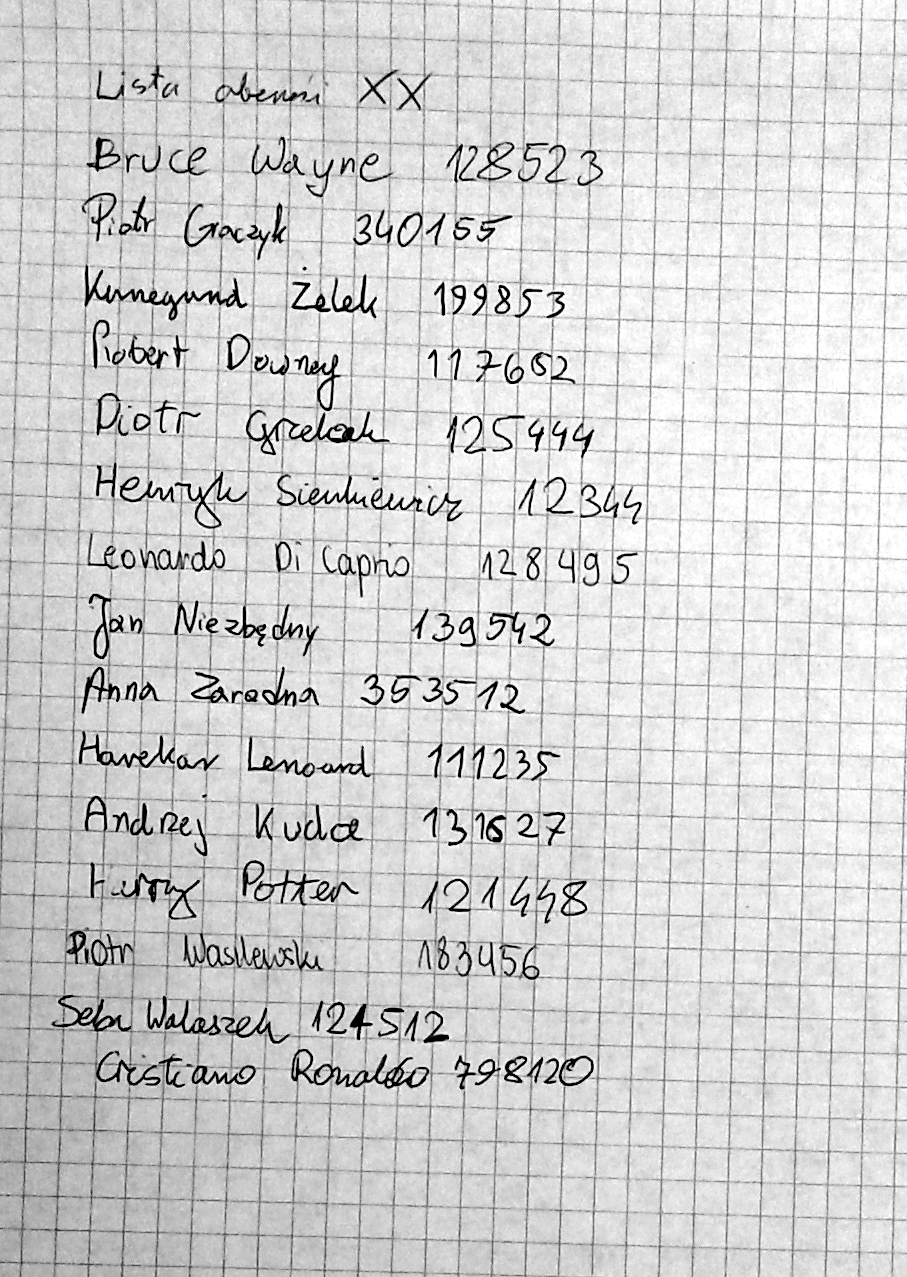 Lista obecności XX
Bruce Wayne 128523
Piotr Graczyk 340155
Kunegund Żelek 199853
Robert Downey 117652
Piotr Grzelak 125444
Henryk Sienkiewicz 12344
Leonardo Di Caprio 128495
Jan Niezbędny 139542
Anna Zaradna 353512
Havekar Lenoard 111235
Andrzej Kudła 131627
Harry Potter 121448
Piotr Wasilewski 183456
Seba Walaszek 124512
Cristiano Ronaldo 798120